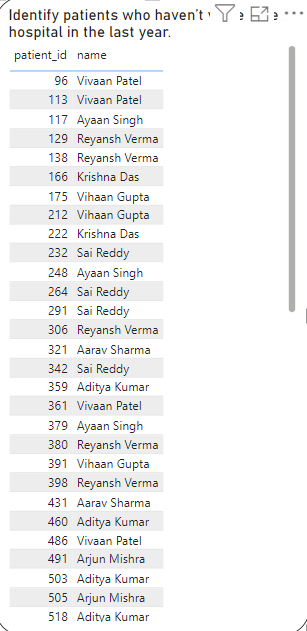 Identify patients who haven't
hospital in the last year.
patient_id name
96 Vivaan Patel
113 Vivaan Patel
117 Ayaan Singh
129 Reyansh Verma
138 Reyansh Verma
166 Krishna Das
175 Vihaan Gupta
212 Vihaan Gupta
222 Krishna Das
232 Sai Reddy
248 Ayaan Singh
264 Sai Reddy
291 Sai Reddy
306 Reyansh Verma
321 Aarav Sharma
342 Sai Reddy
359 Aditya Kumar
361 Vivaan Patel
379 Ayaan Singh
380 Reyansh Verma
391 Vihaan Gupta
398 Reyansh Verma
431 Aarav Sharma
460 Aditya Kumar
486 Vivaan Patel
491 Arjun Mishra
503 Aditya Kumar
505 Arjun Mishra
518 Aditya Kumar